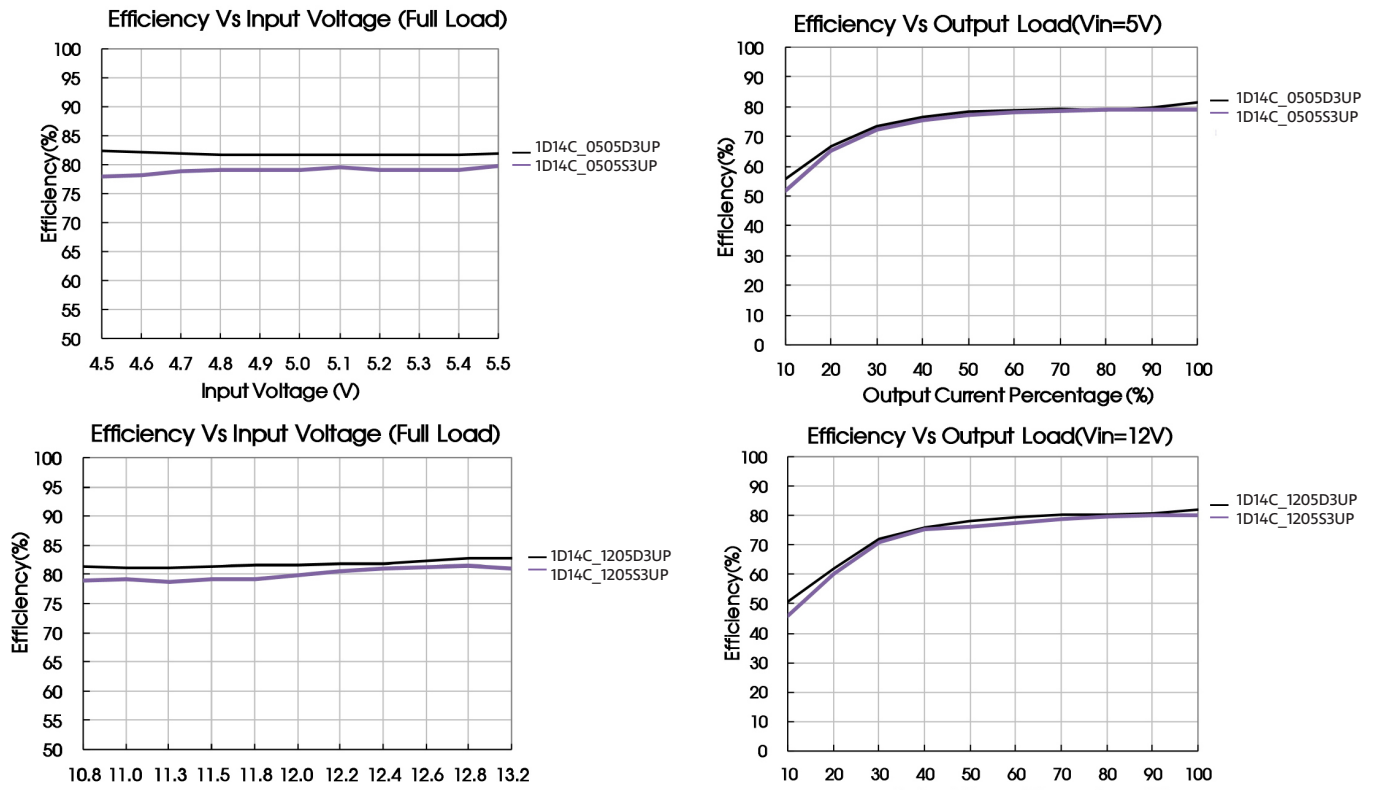 Efficiency Vs Input Voltage (Full Load)
100
95
90
85
80
75
70
65
60
55
50
Efficiency(%)
4.5 4.6 4.7 4.8 4.9 5.0 5.1 5.2 5.3 5.4 5.5
Input Voltage (V)
1D14C_0505D3UP
1D14C_0505S3UP
Efficiency Vs Output Load(Vin=5V)
100
90
80
70
60
50
40
30
20
10
0
Efficiency(%)
10 20 30 40 50 60 70 80 90 100
Output Current Percentage (%)
1D14C_0505D3UP
1D14C_0505S3UP
Efficiency Vs Input Voltage (Full Load)
100
95
90
85
80
75
70
65
60
55
50
Efficiency(%)
10.8 11.0 11.3 11.5 11.8 12.0 12.2 12.4 12.6 12.8 13.2
1D14C_1205D3UP
1D14C_1205S3UP
Efficiency Vs Output Load(Vin=12V)
100
90
80
70
60
50
40
30
20
10
0
Efficiency(%)
10 20 30 40 50 60 70 80 90 100
1D14C_1205D3UP
1D14C_1205S3UP